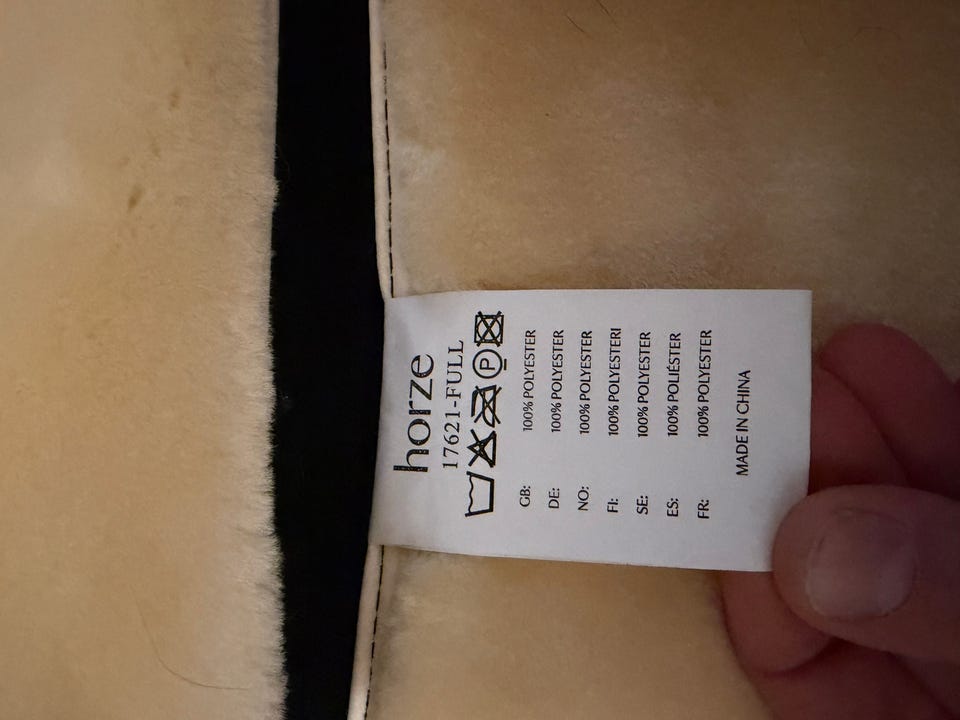 horze
17621-FULL
P
GB: 100% POLYESTER
DE: 100% POLYESTER
NO: 100% POLYESTER
FI: 100% POLYESTERI
SE: 100% POLYESTER
ES: 100% POLIÉSTER
FR: 100% POLYESTER
MADE IN CHINA